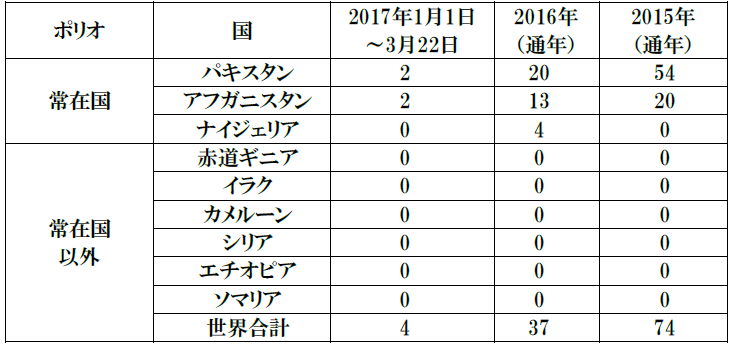 ポリオ 国 2017年1月1日 2016年 2015年
～3月22日 （通年） （通年）
常在国 パキスタン 2 20 54
アフガニスタン 2 13 20
ナイジェリア 0 4 0
常在国 赤道ギニア 0 0 0
以外 イラク 0 0 0
カメルーン 0 0 0
シリア 0 0 0
エチオピア 0 0 0
ソマリア 0 0 0
世界合計 4 37 74